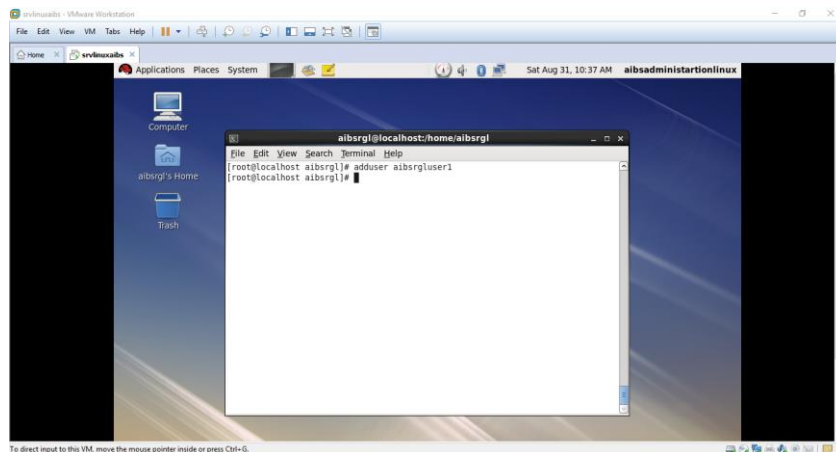 srvlinuxaibs - VMware Workstation
File Edit View VM Tabs Help
Home srvlinuxaibs
Applications Places System Sat Aug 31, 10:37 AM aibsadministartionlinux
Computer
aibsrgl@localhost:/home/aibsrgl
File Edit View Search Terminal Help
[root@localhost aibsrgl]# adduser aibsrgluser1
[root@localhost aibsrgl]#
aibsrgl's Home
Trash
To direct input to this VM, move the mouse pointer inside or press Ctrl+G.